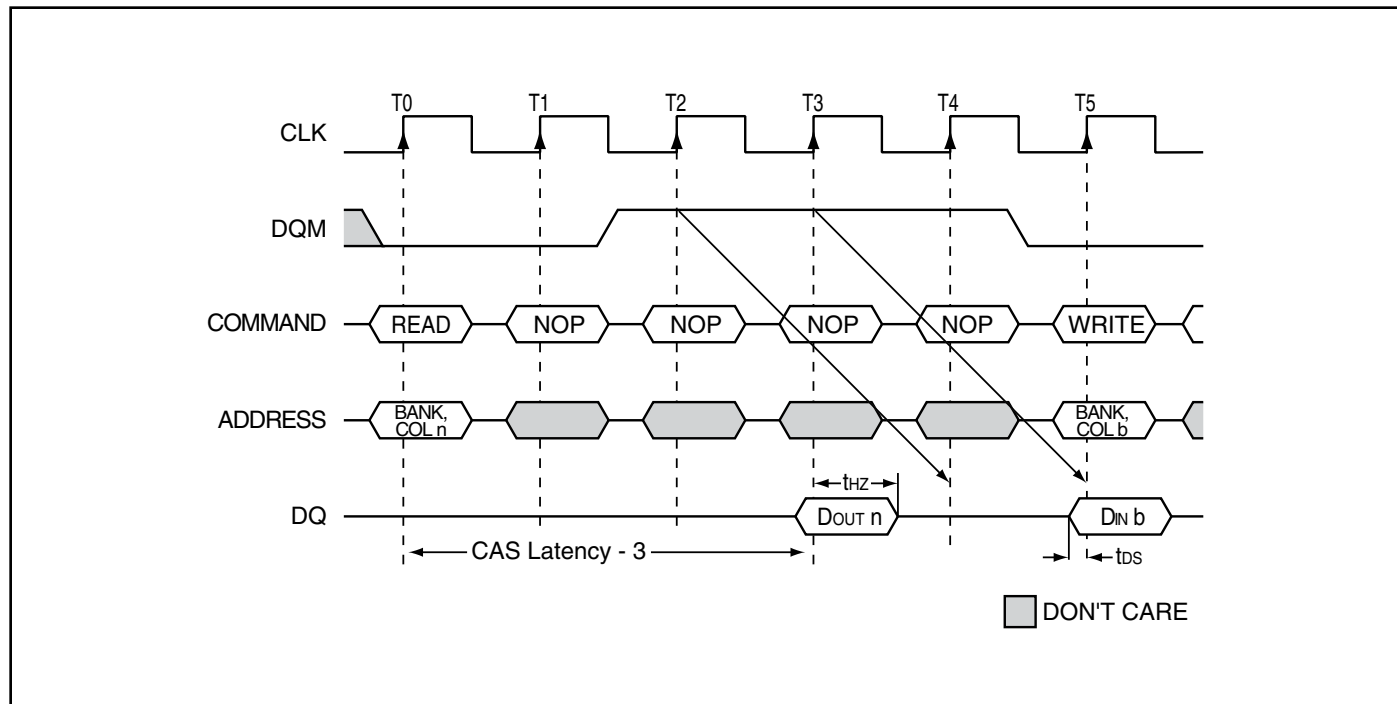 T0 T1 T2 T3 T4 T5
CLK
DQM
COMMAND READ NOP NOP NOP NOP WRITE
ADDRESS BANK, COL n BANK, COL b
tHZ
DQ DOUT n DIN b
CAS Latency - 3 tDS
DON'T CARE